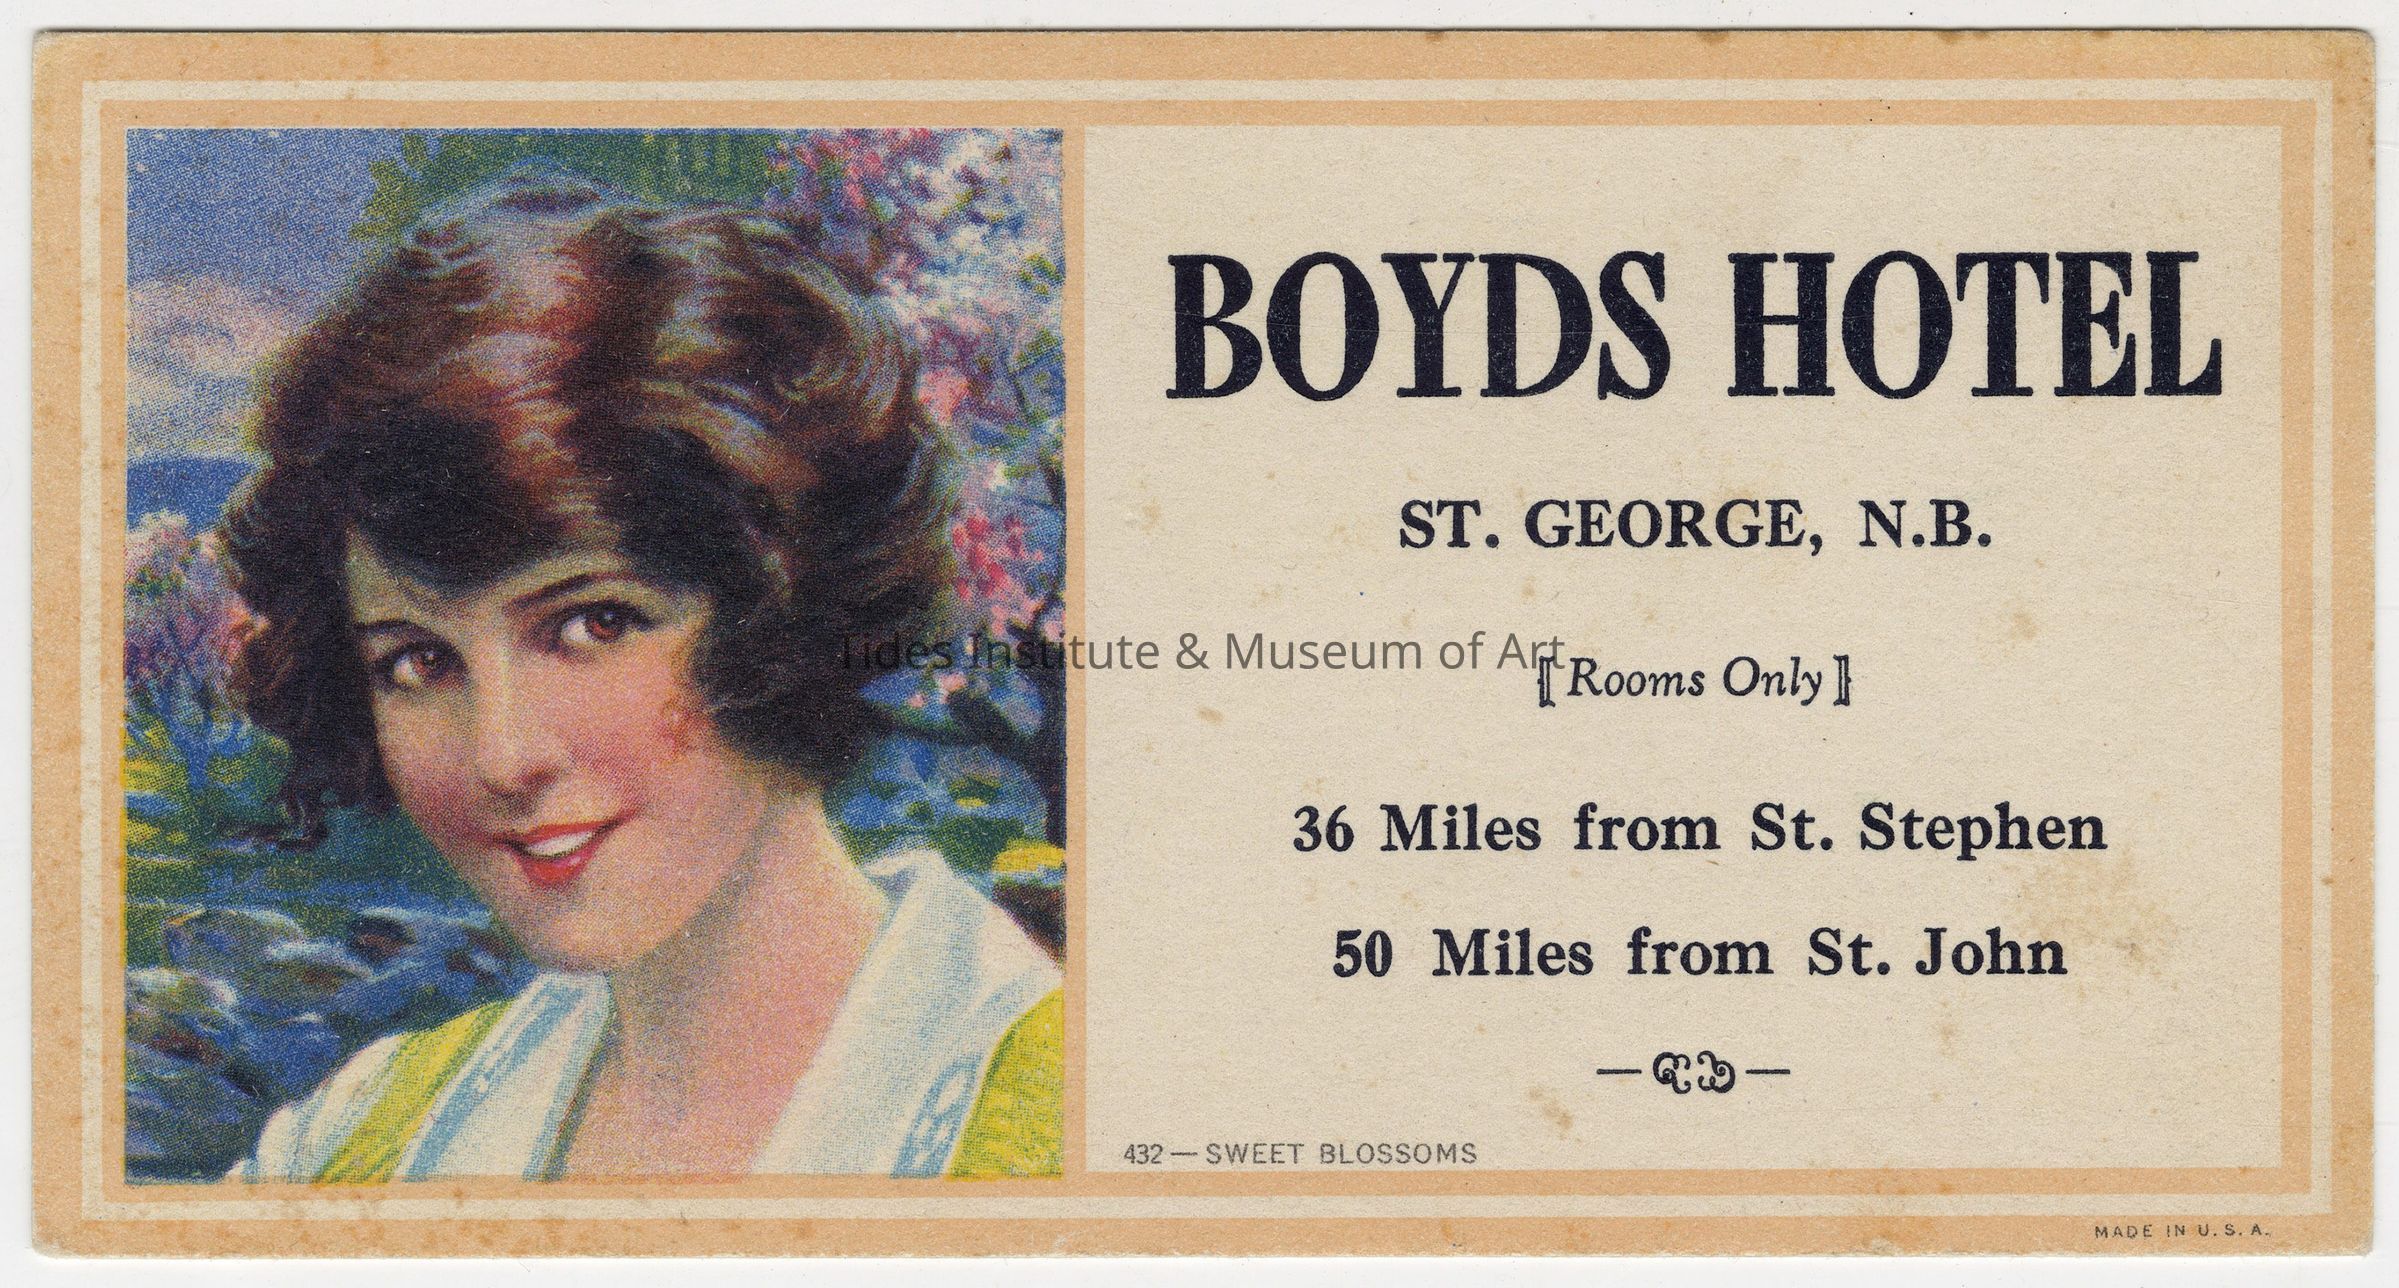 BOYDS HOTEL
ST. GEORGE, N.B.
Tides Institute & Museum of Art
[Rooms Only]
36 Miles from St. Stephen
50 Miles from St. John
432 — SWEET BLOSSOMS
MADE IN U.S.A.